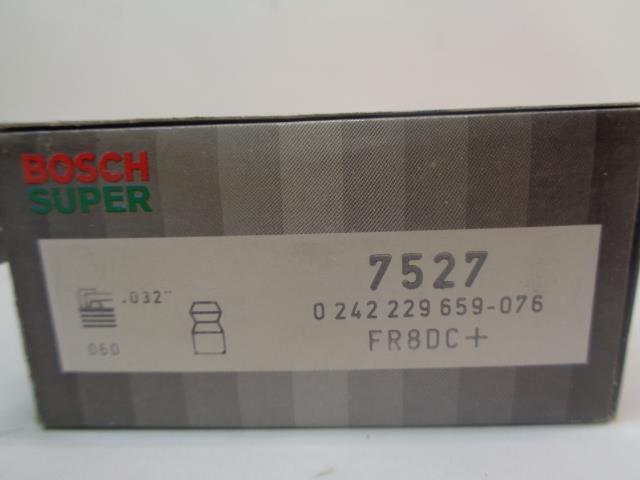 BOSCH
SUPER
7527
.032"
0 242 229 659-076
060
FR8DC+